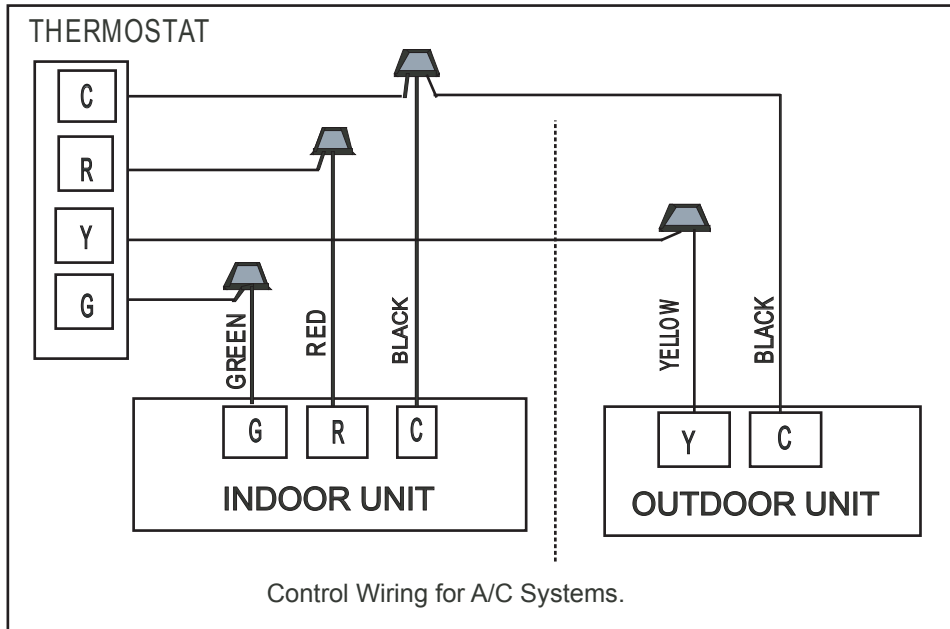 THERMOSTAT
C
R
Y
G
GREEN
RED
BLACK
YELLOW
BLACK
G R C
Y C
INDOOR UNIT
OUTDOOR UNIT
Control Wiring for A/C Systems.